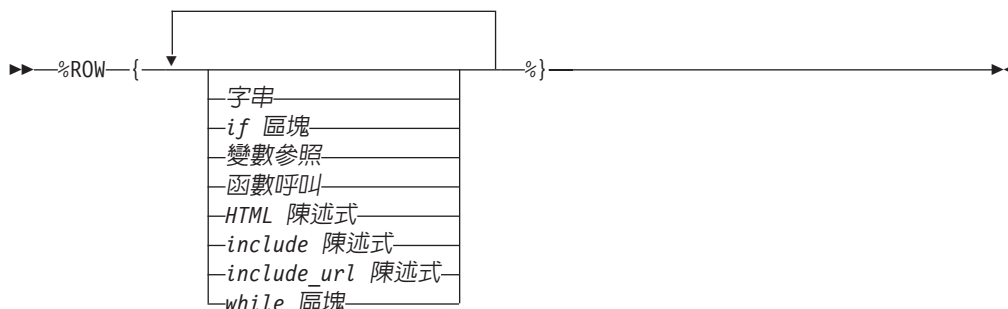 %ROW { %}
字串
if 區塊
變數參照
函數呼叫
HTML 陳述式
include 陳述式
include_url 陳述式
while 區塊